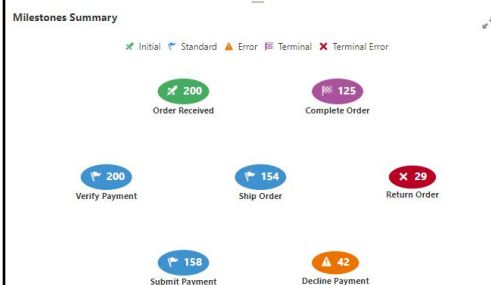 Milestones Summary
Initial Standard Error Terminal Terminal Error
200 125
Order Received Complete Order
200 154 29
Verify Payment Ship Order Return Order
158 42
Submit Payment Decline Payment